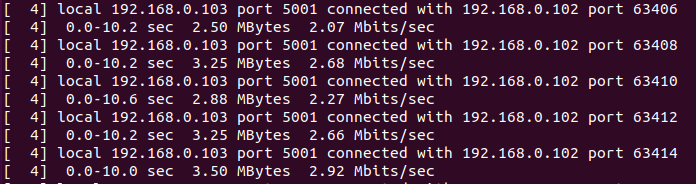 [  4] local 192.168.0.103 port 5001 connected with 192.168.0.102 port 63406
[  4]  0.0-10.2 sec  2.50 MBytes  2.07 Mbits/sec
[  4] local 192.168.0.103 port 5001 connected with 192.168.0.102 port 63408
[  4]  0.0-10.2 sec  3.25 MBytes  2.68 Mbits/sec
[  4] local 192.168.0.103 port 5001 connected with 192.168.0.102 port 63410
[  4]  0.0-10.6 sec  2.88 MBytes  2.27 Mbits/sec
[  4] local 192.168.0.103 port 5001 connected with 192.168.0.102 port 63412
[  4]  0.0-10.2 sec  3.25 MBytes  2.66 Mbits/sec
[  4] local 192.168.0.103 port 5001 connected with 192.168.0.102 port 63414
[  4]  0.0-10.0 sec  3.50 MBytes  2.92 Mbits/sec